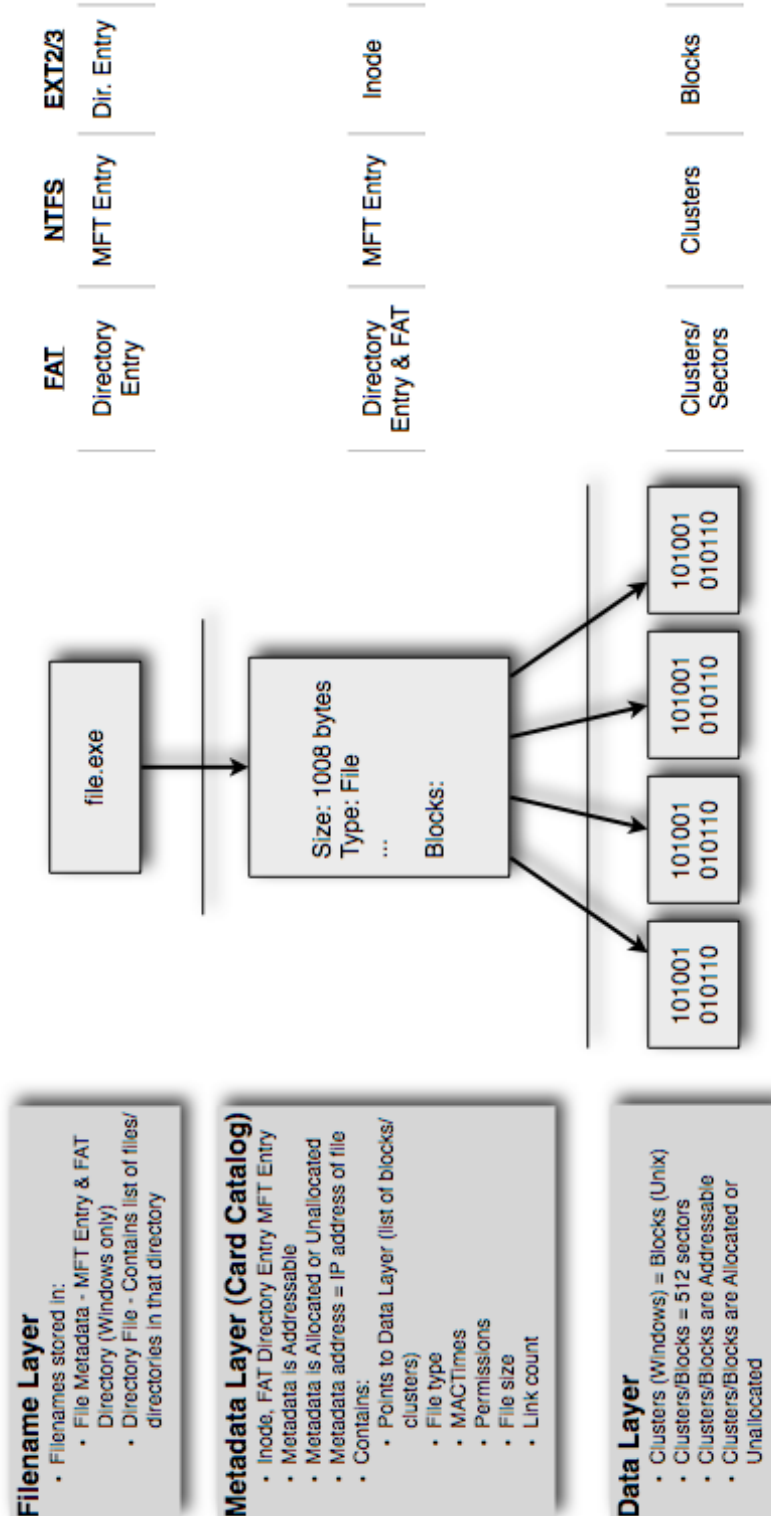 Filename Layer
• Filenames stored in:
• File Metadata - MFT Entry & FAT
Directory (Windows only)
• Directory File - Contains list of files/
directories in that directory
Metadata Layer (Card Catalog)
• Inode, FAT Directory Entry MFT Entry
• Metadata is Addressable
• Metadata is Allocated or Unallocated
• Metadata address = IP address of file
• Contains:
• Points to Data Layer (list of blocks/
clusters)
• File type
• MACTimes
• Permissions
• File size
• Link count
Data Layer
• Clusters (Windows) = Blocks (Unix)
• Clusters/Blocks = 512 sectors
• Clusters/Blocks are Addressable
• Clusters/Blocks are Allocated or
Unallocated
file.exe
Size: 1008 bytes
Type: File
...
Blocks:
101001
010110
101001
010110
101001
010110
101001
010110
FAT
NTFS
EXT2/3
Directory
Entry
MFT Entry
Dir. Entry
Directory
Entry & FAT
MFT Entry
Inode
Clusters/
Sectors
Clusters
Blocks